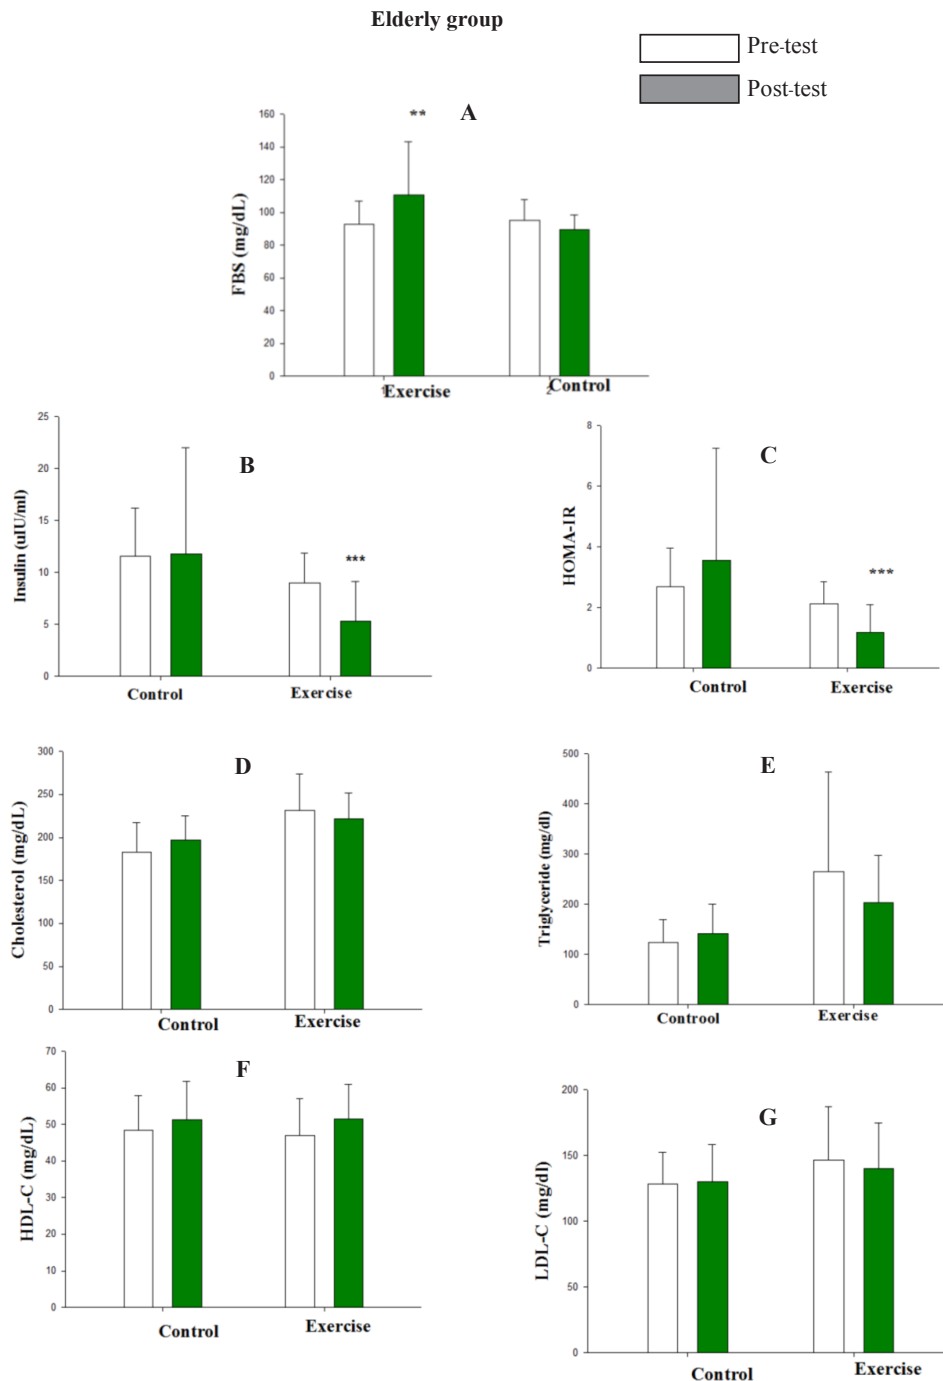 Elderly group
Pre-test
Post-test
A
**
FBS (mg/dL)
160
140
120
100
80
60
40
20
0
1
Exercise
2
Control
B
Insulin (uIU/ml)
25
20
15
10
5
0
***
Control
Exercise
C
HOMA-IR
8
6
4
2
0
***
Control
Exercise
D
Cholesterol (mg/dL)
300
250
200
150
100
50
0
Control
Exercise
E
Triglyceride (mg/dl)
500
400
300
200
100
0
Controol
Exercise
F
HDL-C (mg/dL)
70
60
50
40
30
20
10
0
Control
Exercise
G
LDL-C (mg/dl)
200
150
100
50
0
Control
Exercise